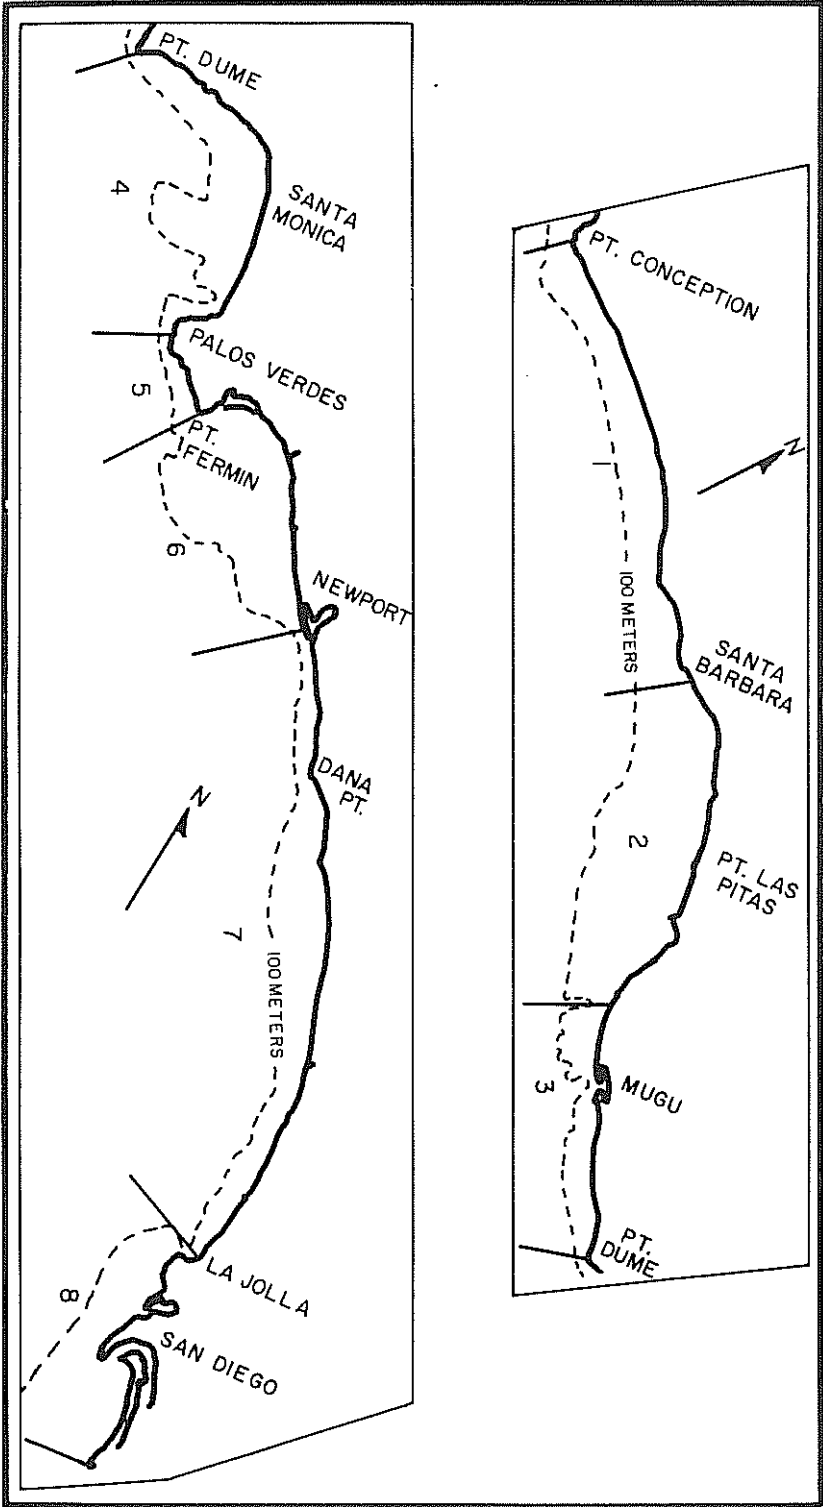 PT. CONCEPTION
N
1
100 METERS
SANTA
BARBARA
2
PT. LAS
PITAS
3
MUGU
PT.
DUME
PT. DUME
4
SANTA
MONICA
PALOS VERDES
5
PT.
FERMIN
6
NEWPORT
DANA
PT.
N
7
100 METERS
LA JOLLA
8
SAN DIEGO